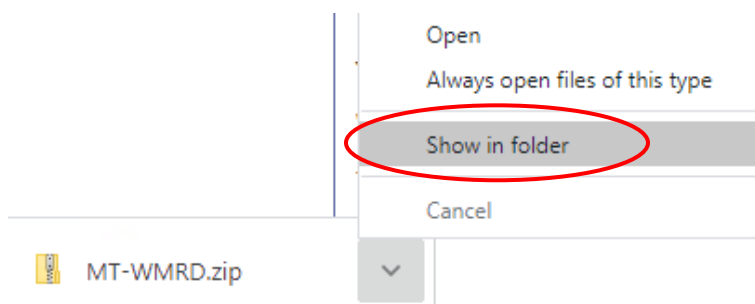 Open
Always open files of this type
Show in folder
Cancel
MT-WMRD.zip